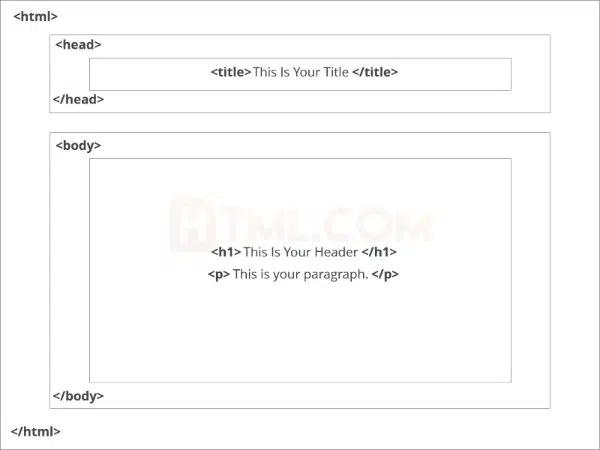 <html>
<head>
<title>This Is Your Title </title>
</head>
<body>
HTML.COM
<h1>This Is Your Header </h1>
<p>This is your paragraph. </p>
</body>
</html>